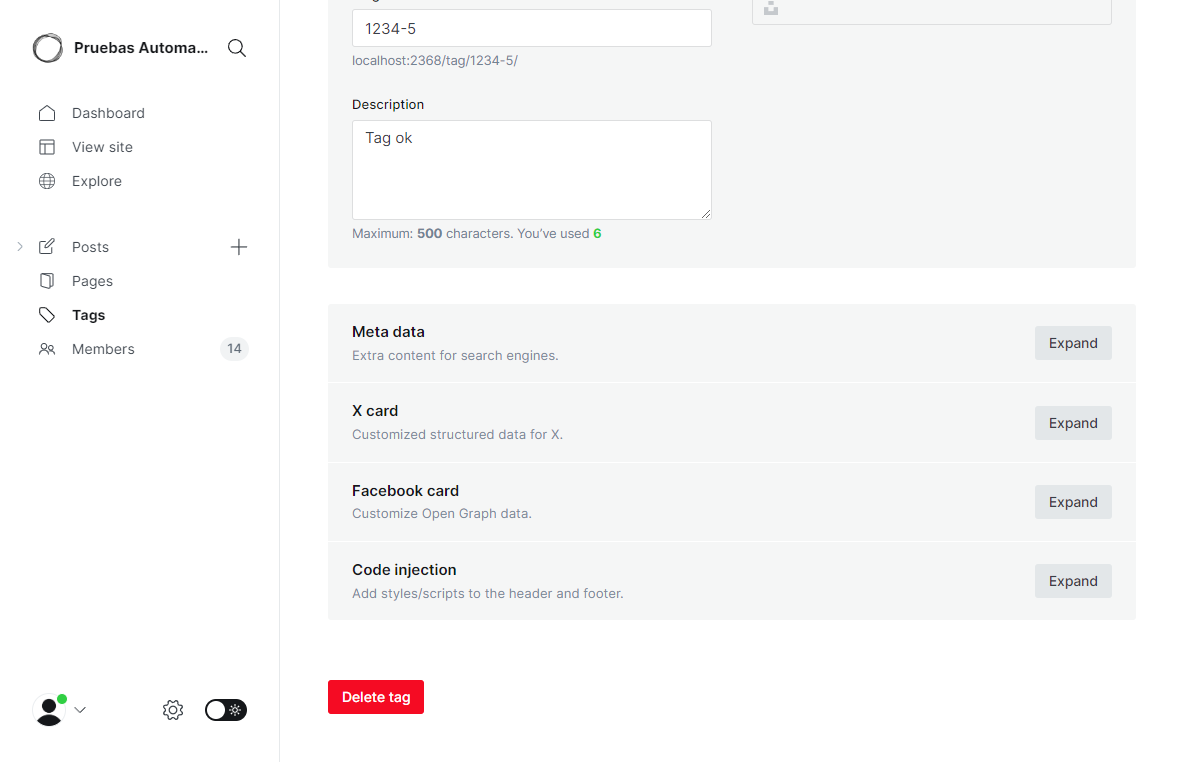 Pruebas Automa...
Dashboard
View site
Explore
Posts
Pages
Tags
Members
14
1234-5
localhost:2368/tag/1234-5/
Description
Tag ok
Maximum: 500 characters. You’ve used 6
Meta data
Extra content for search engines.
Expand
X card
Customized structured data for X.
Expand
Facebook card
Customize Open Graph data.
Expand
Code injection
Add styles/scripts to the header and footer.
Expand
Delete tag